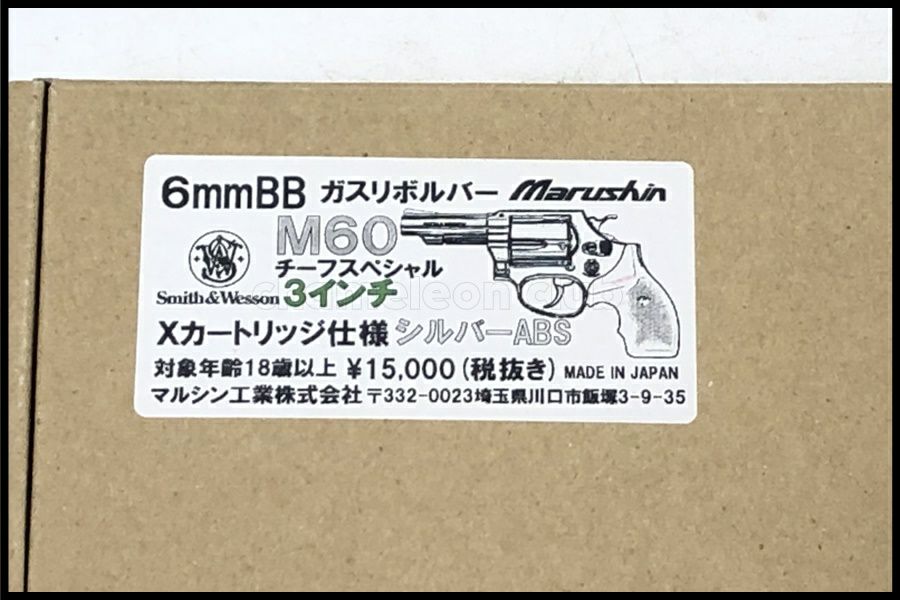 6mmBB ガスリボルバー Marushin
M60
チーフスペシャル
Smith & Wesson 3インチ
Xカートリッジ仕様 シルバーABS
対象年齢18歳以上 ¥15,000 (税抜き) MADE IN JAPAN
マルシン工業株式会社 〒332-0023埼玉県川口市飯塚3-9-35
chameleon club